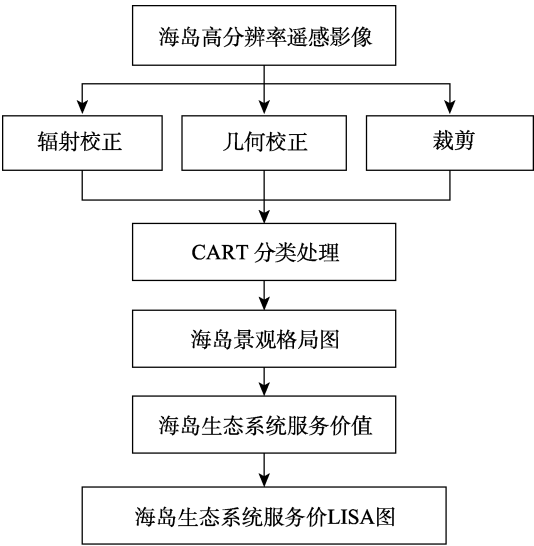 海岛高分辨率遥感影像
辐射校正
几何校正
裁剪
CART 分类处理
海岛景观格局图
海岛生态系统服务价值
海岛生态系统服务价LISA图